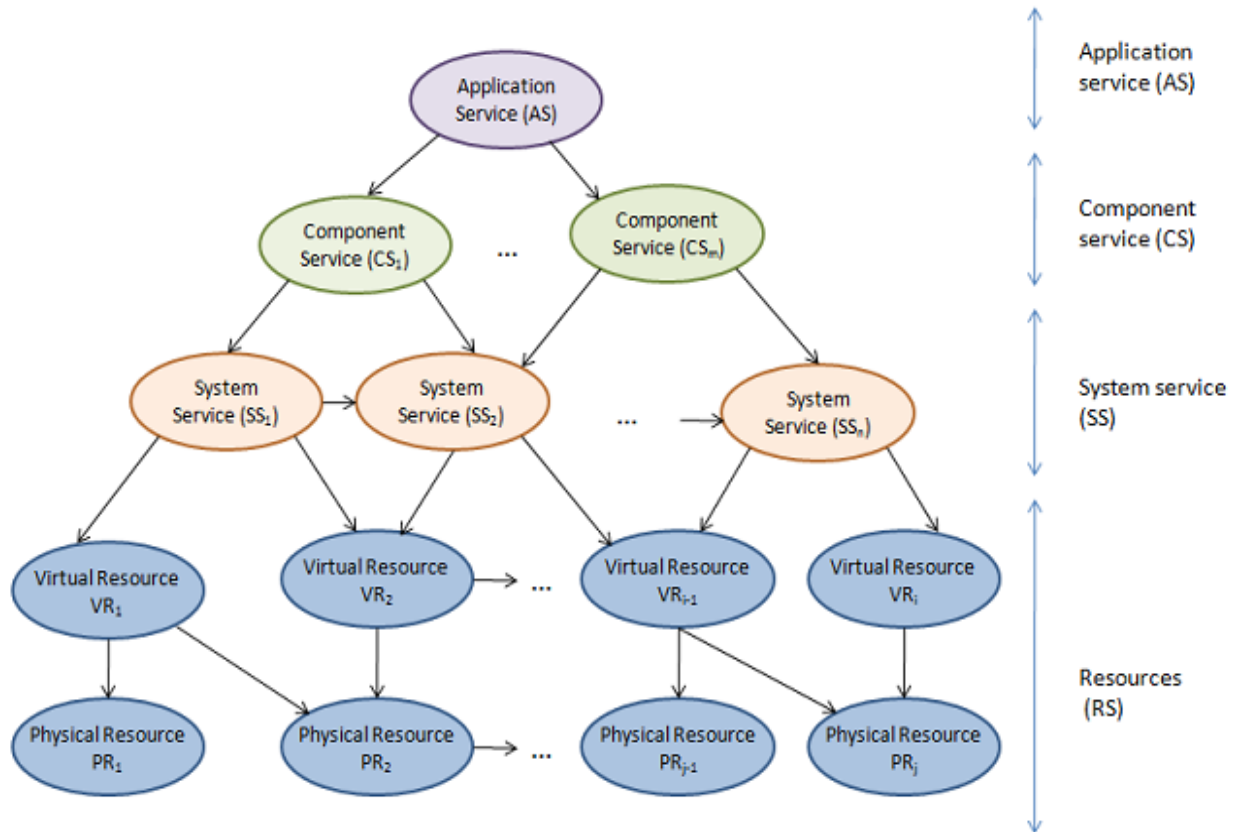 Application
Service (AS)
Application
service (AS)
Component
Service (CS₁)
...
Component
Service (CSₘ)
Component
service (CS)
System
Service (SS₁)
System
Service (SS₂)
...
System
Service (SSₙ)
System service
(SS)
Virtual Resource
VR₁
Virtual Resource
VR₂
...
Virtual Resource
VRᵢ₋₁
Virtual Resource
VRᵢ
Resources
(RS)
Physical Resource
PR₁
Physical Resource
PR₂
...
Physical Resource
PRⱼ₋₁
Physical Resource
PRⱼ